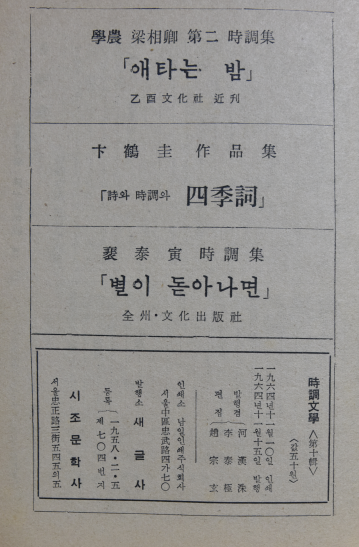 學農 梁相卿 第二 時調集
「애타는 밤」
乙酉文化社 近刊
卞鶴圭 作品集
「詩와 時調와 四季詞」
裵泰寅 時調集
「별이 돋아나면」
全州·文化出版社
時調文學 <第十輯>
<값五十원>
一九六四年十一月一〇日 인쇄
一九六四年十一月十五日 발행
발행겸
편집
河漢珠
李泰極
趙宗玄
인쇄소 남일인쇄주식회사
서울中區忠武路四가七〇
발행소 새글사
등록 (一九五八·二·五
제七〇四번지
시조문학사
서울忠正路三街五四五의五